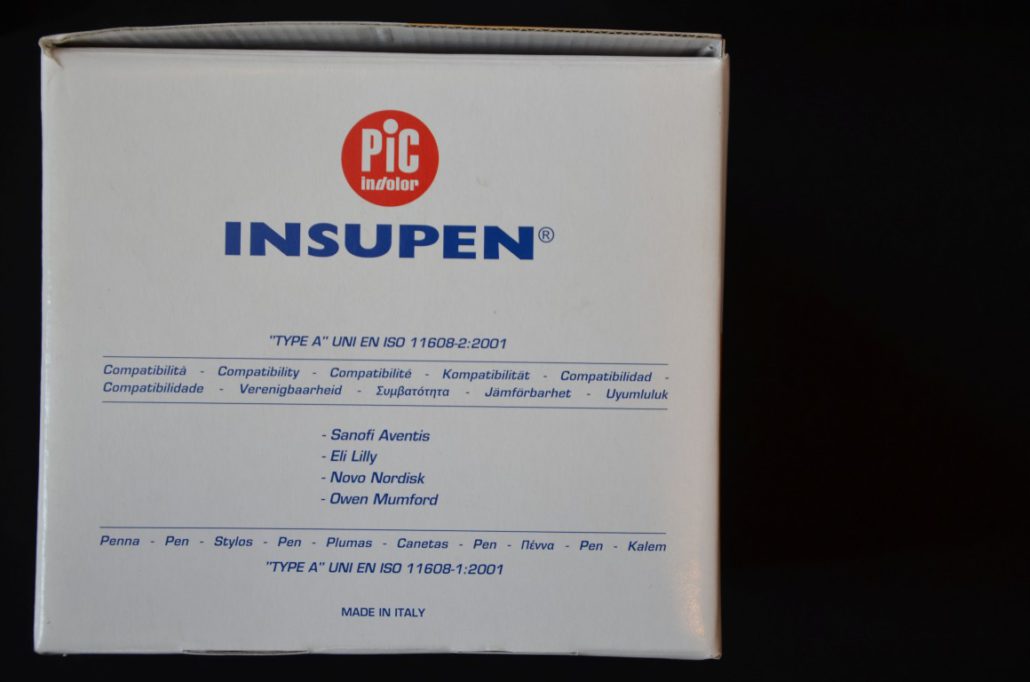 PiC
indolor
INSUPEN®
"TYPE A" UNI EN ISO 11608-2:2001
Compatibilità - Compatibility - Compatibilité - Kompatibilität - Compatibilidad -
Compatibilidade - Verenigbaarheid - Συμβατότητα - Jämförbarhet - Uyumluluk
- Sanofi Aventis
- Eli Lilly
- Novo Nordisk
- Owen Mumford
Penna - Pen - Stylos - Pen - Plumas - Canetas - Pen - Πέννα - Pen - Kalem
"TYPE A" UNI EN ISO 11608-1:2001
MADE IN ITALY